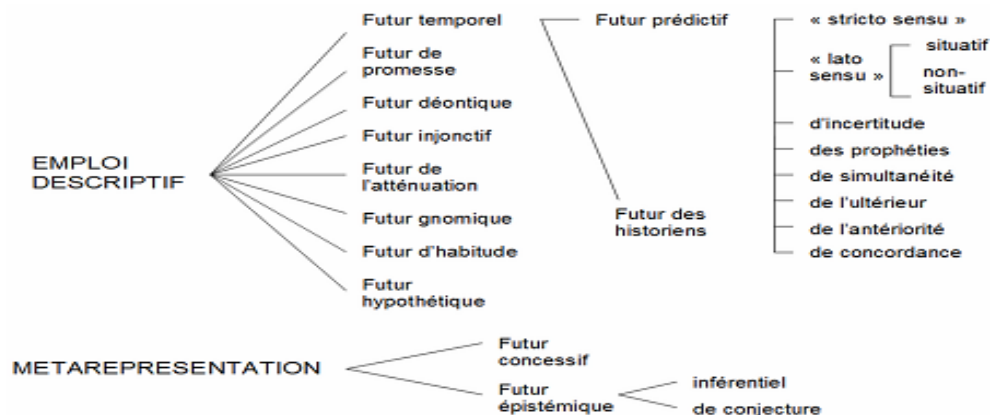 Futur temporel
Futur prédictif
« stricto sensu »
« lato
sensu »
situatif
non-
situatif
Futur de
promesse
Futur déontique
d'incertitude
Futur injonctif
des prophéties
EMPLOI
DESCRIPTIF
Futur de
l'atténuation
de simultanéité
de l'ultérieur
Futur gnomique
Futur des
historiens
de l'antériorité
Futur d'habitude
de concordance
Futur
hypothétique
METAREPRESENTATION
Futur
concessif
Futur
épistémique
inférentiel
de conjecture